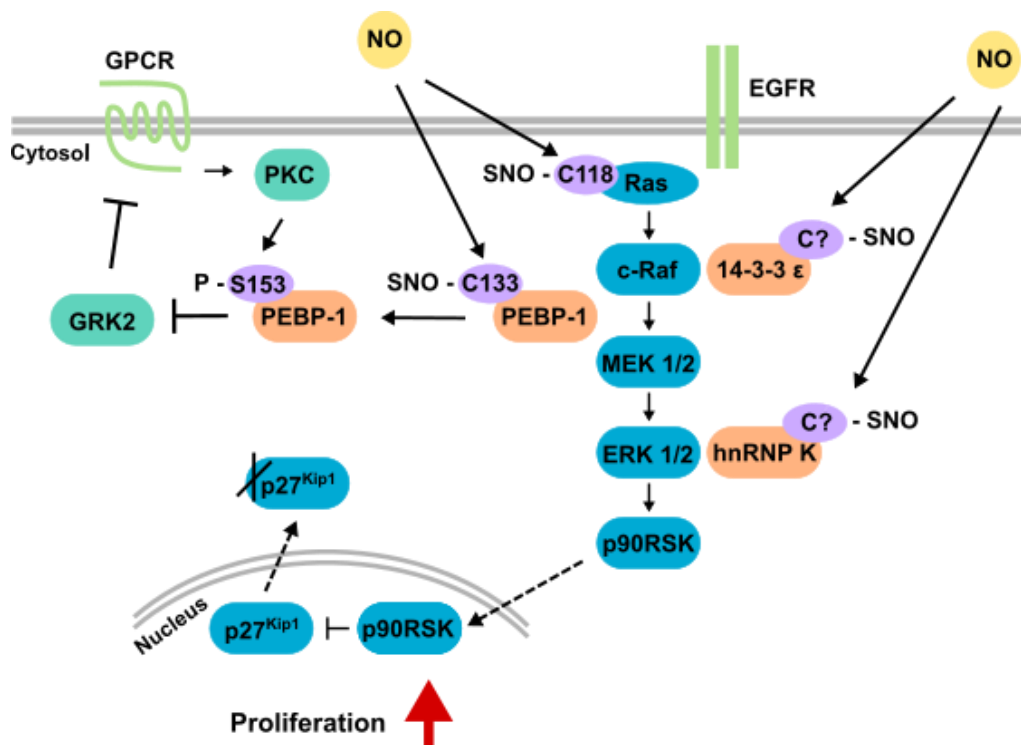 NO
NO
GPCR
EGFR
Cytosol
PKC
SNO - C118
Ras
C? - SNO
c-Raf
14-3-3 ε
P - S153
PEBP-1
SNO - C133
PEBP-1
GRK2
MEK 1/2
C? - SNO
ERK 1/2
hnRNP K
p27Kip1
p90RSK
Nucleus
p27Kip1
p90RSK
Proliferation